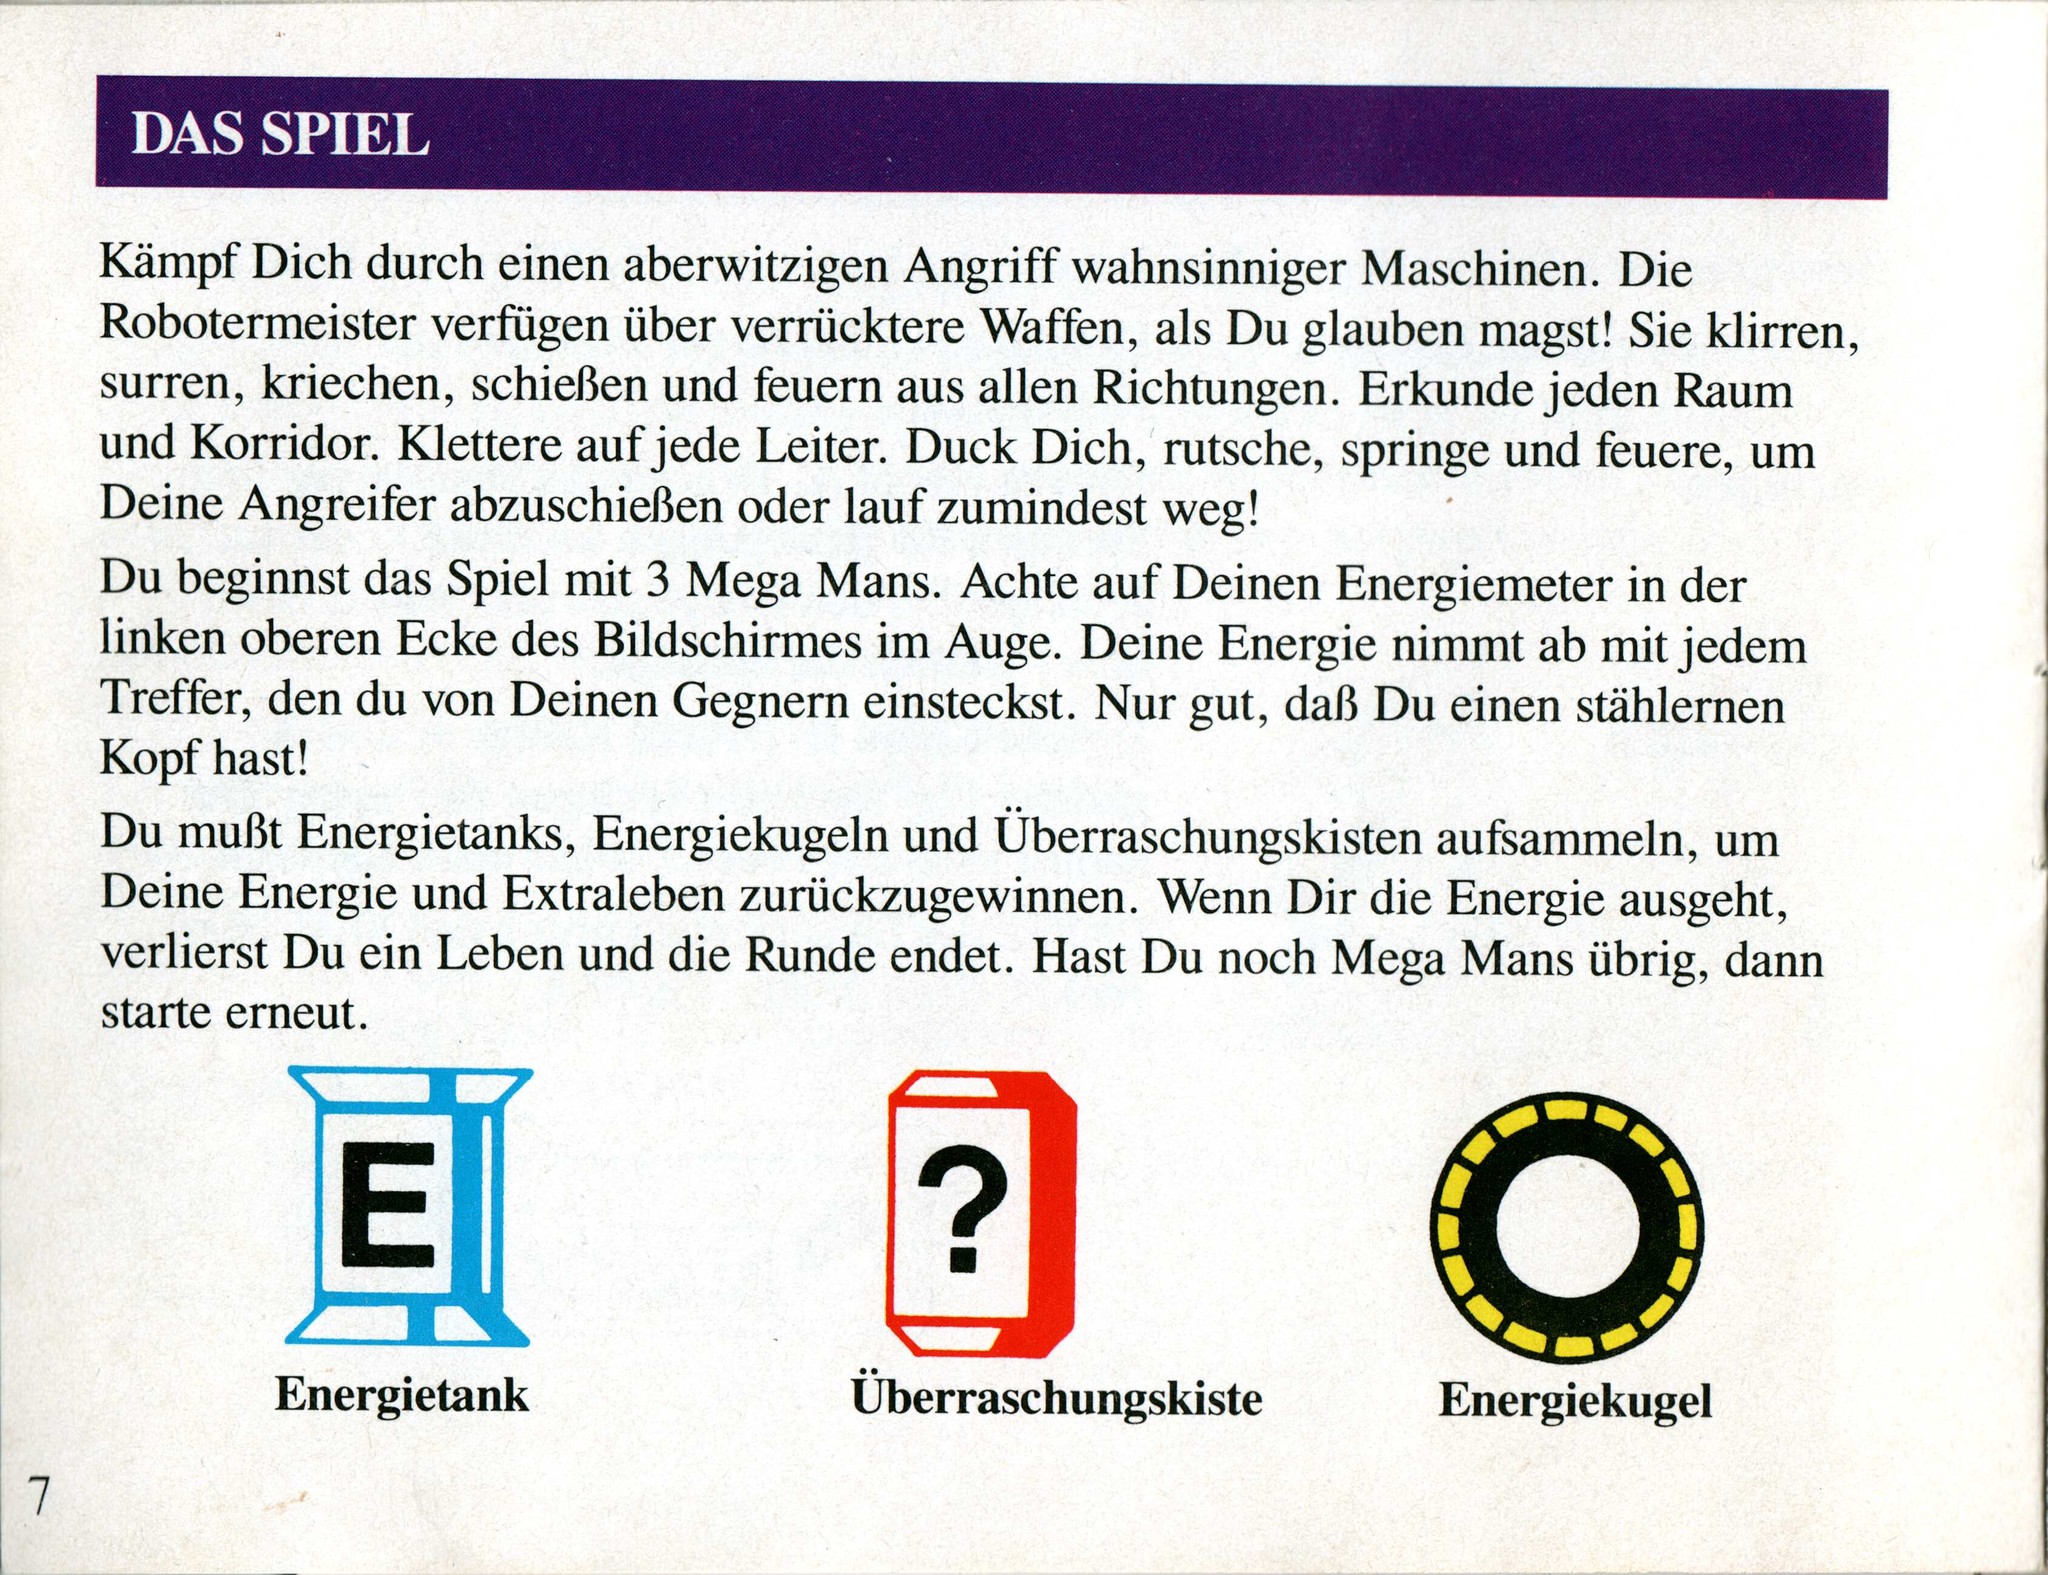 DAS SPIEL
Kämpf Dich durch einen aberwitzigen Angriff wahnsinniger Maschinen. Die
Robotermeister verfügen über verrücktere Waffen, als Du glauben magst! Sie klirren,
surren, kriechen, schießen und feuern aus allen Richtungen. Erkunde jeden Raum
und Korridor. Klettere auf jede Leiter. Duck Dich, rutsche, springe und feuere, um
Deine Angreifer abzuschießen oder lauf zumindest weg!
Du beginnst das Spiel mit 3 Mega Mans. Achte auf Deinen Energiemeter in der
linken oberen Ecke des Bildschirmes im Auge. Deine Energie nimmt ab mit jedem
Treffer, den du von Deinen Gegnern einsteckst. Nur gut, daß Du einen stählernen
Kopf hast!
Du mußt Energietanks, Energiekugeln und Überraschungskisten aufsammeln, um
Deine Energie und Extraleben zurückzugewinnen. Wenn Dir die Energie ausgeht,
verlierst Du ein Leben und die Runde endet. Hast Du noch Mega Mans übrig, dann
starte erneut.
E
?
Energietank
Überraschungskiste
Energiekugel
7